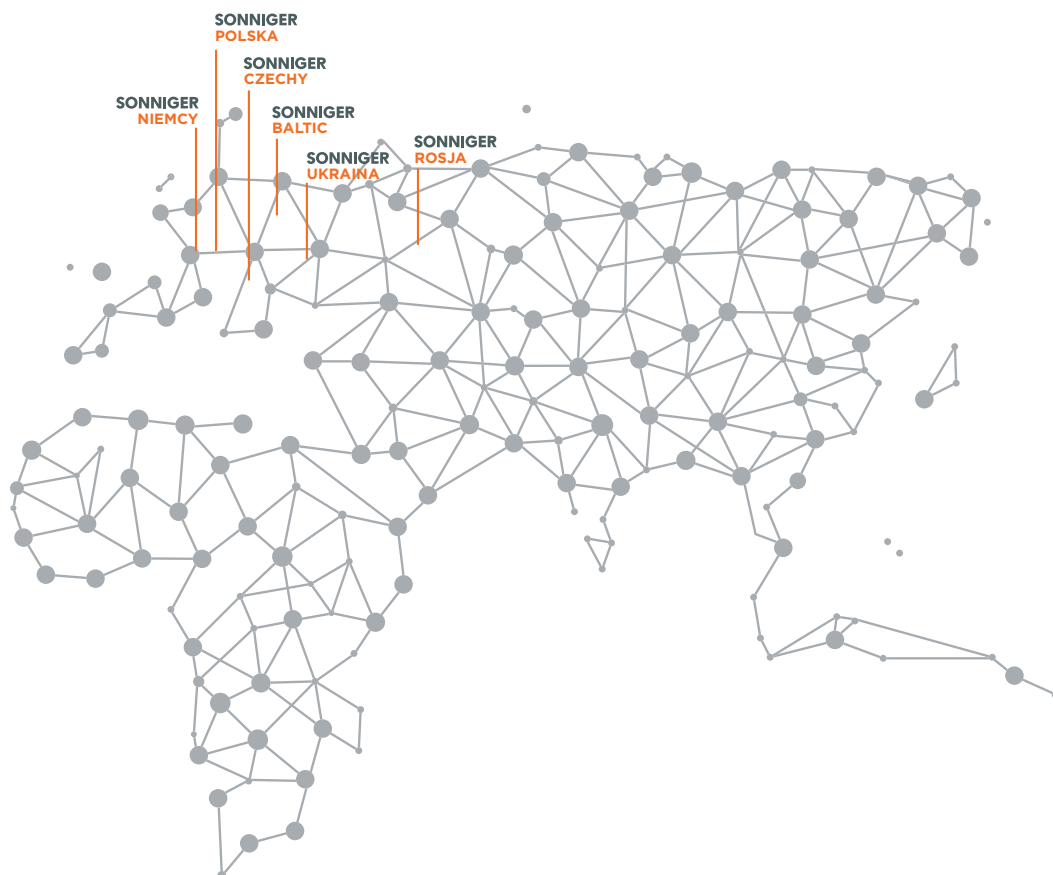 SONNIGER
POLSKA
SONNIGER
CZECHY
SONNIGER
NIEMCY
SONNIGER
BALTIC
SONNIGER
UKRAINA
SONNIGER
ROSJA